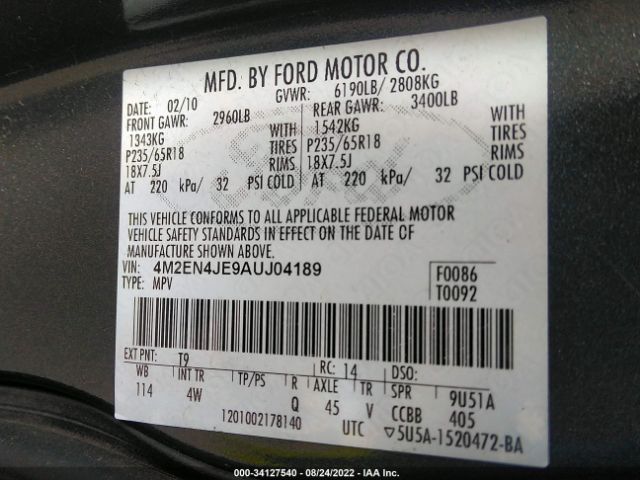 MFD. BY FORD MOTOR CO.
DATE: 02/10 GVWR: 6190LB/ 2808KG
FRONT GAWR: 2960LB REAR GAWR: 3400LB
1343KG WITH 1542KG WITH
P235/65R18 TIRES P235/65R18 TIRES
18X7.5J RIMS 18X7.5J RIMS
AT 220 kPa/ 32 PSI COLD AT 220 kPa/ 32 PSI COLD
THIS VEHICLE CONFORMS TO ALL APPLICABLE FEDERAL MOTOR
VEHICLE SAFETY STANDARDS IN EFFECT ON THE DATE OF
MANUFACTURE SHOWN ABOVE.
VIN: 4M2EN4JE9AUJ04189 F0086
TYPE: MPV T0092
EXT PNT: T9 RC: 14 DSO:
WB INT TR TP/PS R AXLE TR SPR 9U51A
114 4W Q 45 V CCBB 405
1201002178140 UTC ▽5U5A-1520472-BA
000-34127540 - 08/24/2022 - IAA Inc.